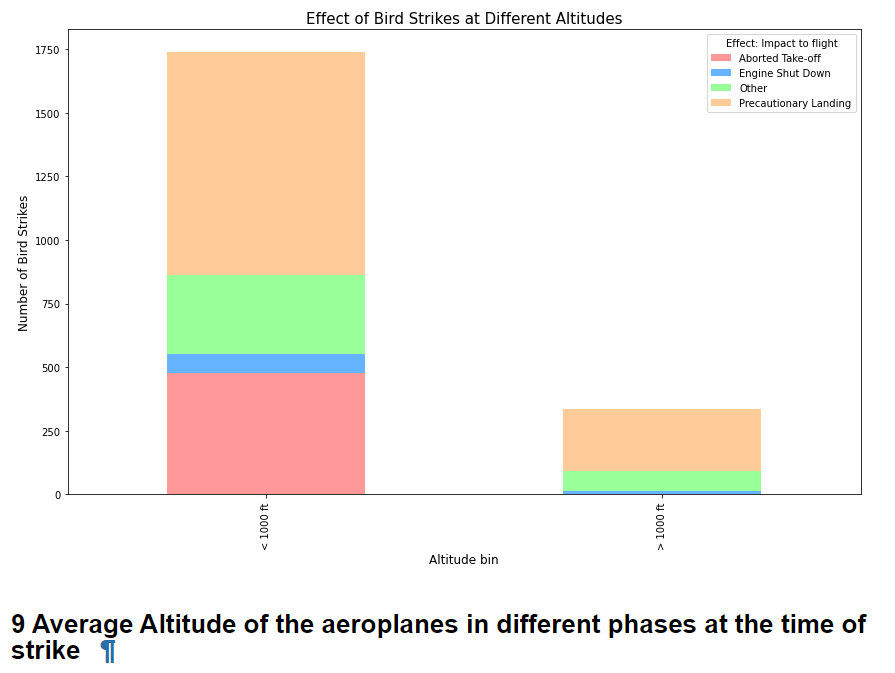 Effect of Bird Strikes at Different Altitudes
Effect: Impact to flight
Aborted Take-off
Engine Shut Down
Other
Precautionary Landing
Number of Bird Strikes
1750
1500
1250
1000
750
500
250
0
< 1000 ft
> 1000 ft
Altitude bin
9 Average Altitude of the aeroplanes in different phases at the time of
strike ¶